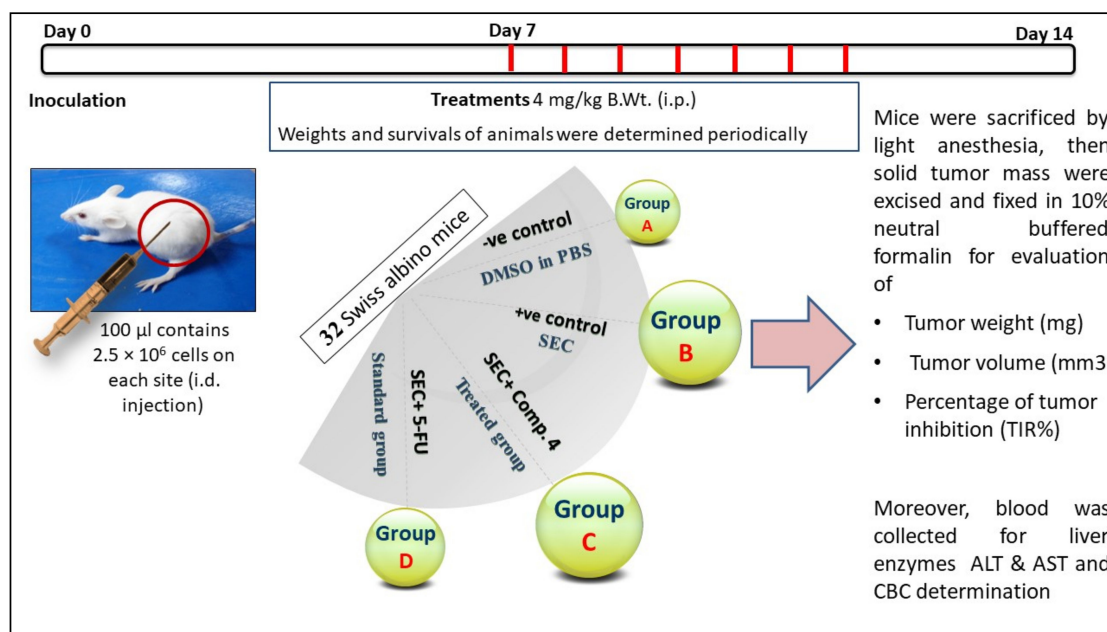 Day 0
Day 7
Day 14
Inoculation
Treatments 4 mg/kg B.Wt. (i.p.)
Weights and survivals of animals were determined periodically
100 µl contains
2.5 × 10⁶ cells on
each site (i.d.
injection)
32 Swiss albino mice
-ve control
DMSO in PBS
Group
A
+ve control
SEC
Group
B
SEC+ Comp. 4
Treated group
Group
C
SEC+ 5-FU
Standard group
Group
D
Mice were sacrificed by
light anesthesia, then
solid tumor mass were
excised and fixed in 10%
neutral buffered
formalin for evaluation
of
• Tumor weight (mg)
• Tumor volume (mm3
• Percentage of tumor
inhibition (TIR%)
Moreover, blood was
collected for liver
enzymes ALT & AST and
CBC determination